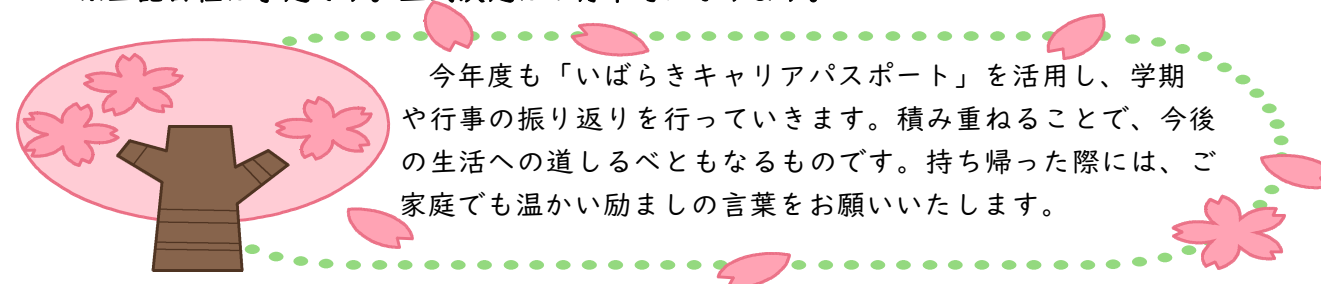 今年度も「いばらきキャリアパスポート」を活用し、学期
や行事の振り返りを行っていきます。積み重ねることで、今後
の生活への道しるべともなるものです。持ち帰った際には、ご
家庭でも温かい励ましの言葉をお願いいたします。